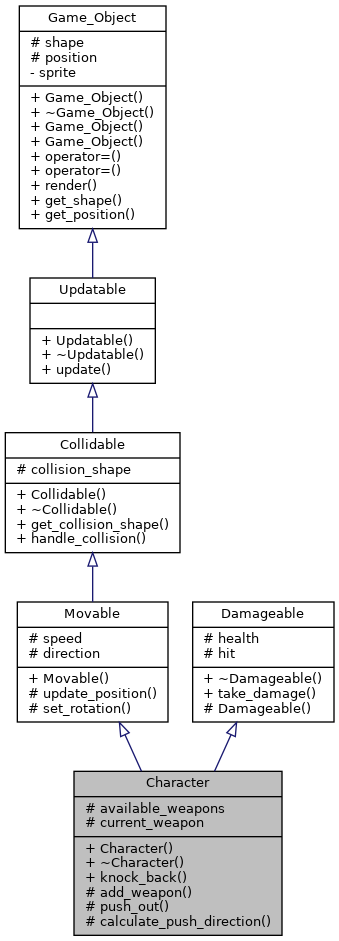 Game_Object
# shape
# position
- sprite
+ Game_Object()
+ ~Game_Object()
+ Game_Object()
+ Game_Object()
+ operator=()
+ operator=()
+ render()
+ get_shape()
+ get_position()
Updatable
+ Updatable()
+ ~Updatable()
+ update()
Collidable
# collision_shape
+ Collidable()
+ ~Collidable()
+ get_collision_shape()
+ handle_collision()
Movable
# speed
# direction
+ Movable()
# update_position()
# set_rotation()
Damageable
# health
# hit
+ ~Damageable()
+ take_damage()
# Damageable()
Character
# available_weapons
# current_weapon
+ Character()
+ ~Character()
+ knock_back()
# add_weapon()
# push_out()
# calculate_push_direction()